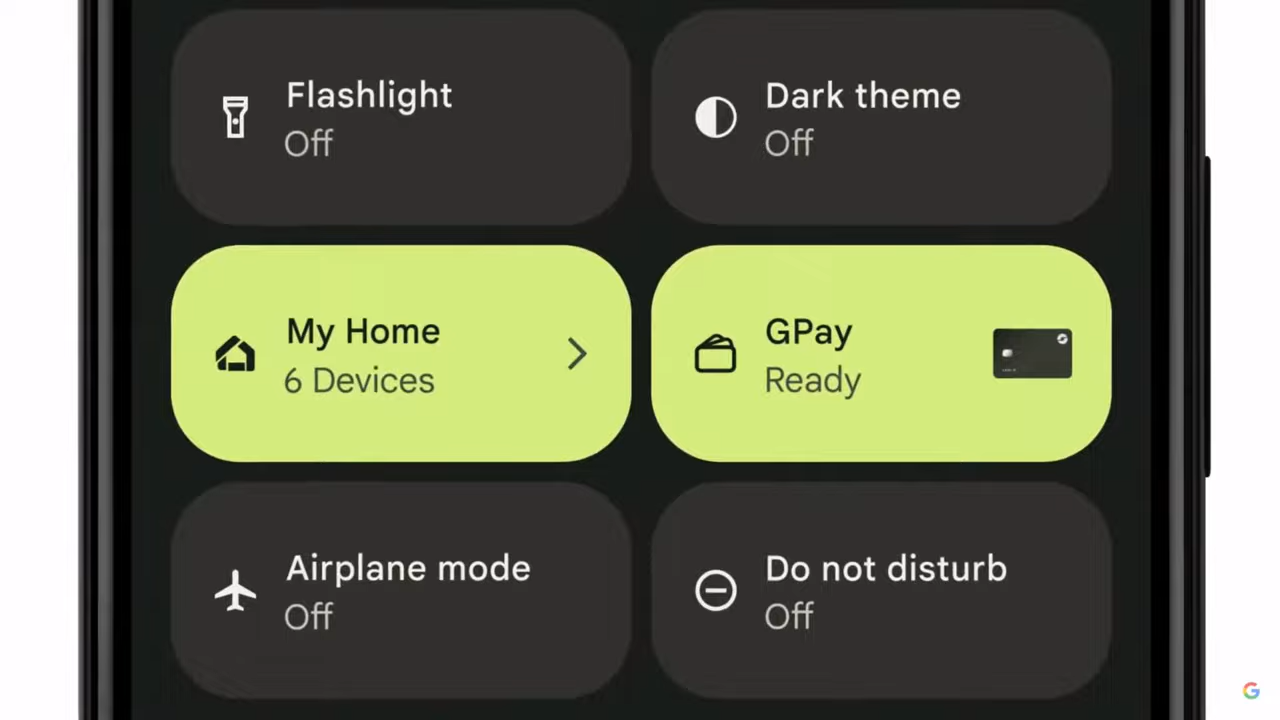 Flashlight
Off
Dark theme
Off
My Home
6 Devices
GPay
Ready
Airplane mode
Off
Do not disturb
Off